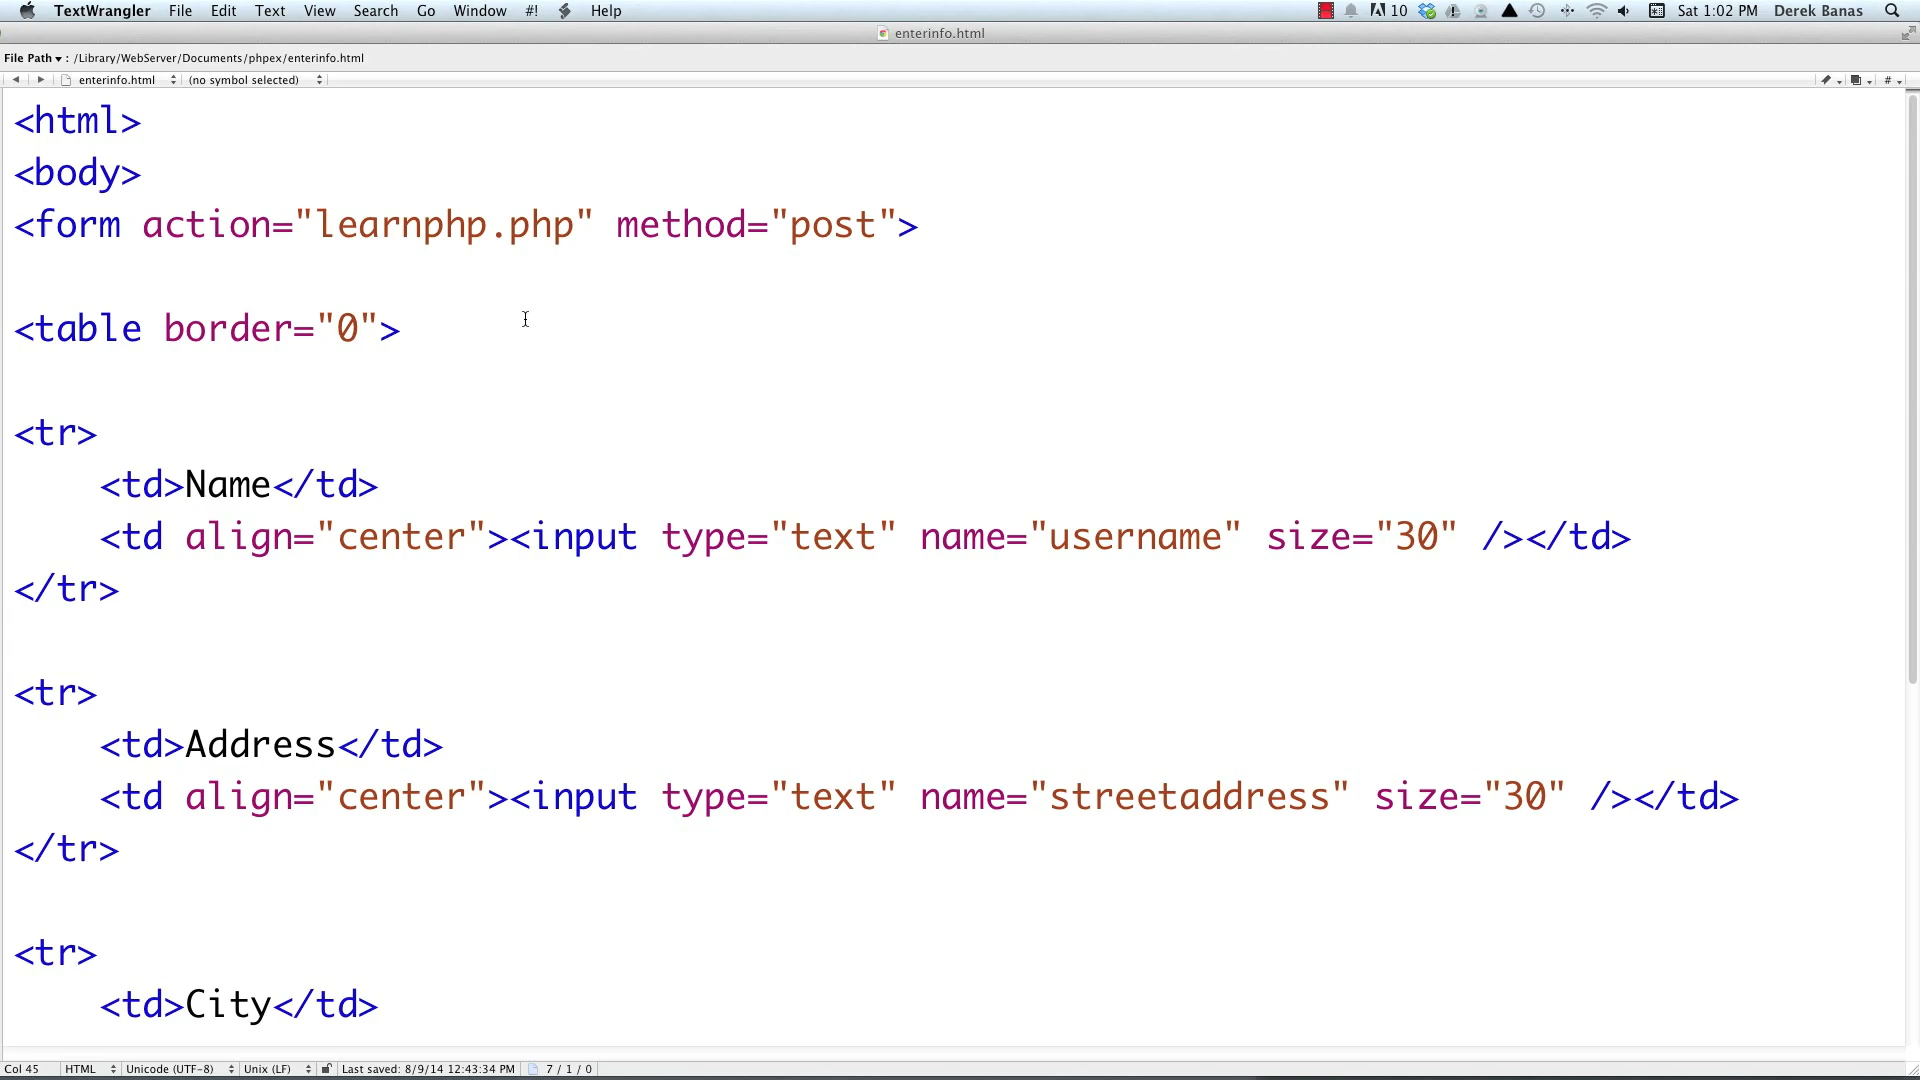 TextWrangler File Edit Text View Search Go Window #! Help 10 Sat 1:02 PM Derek Banas
enterinfo.html
File Path : /Library/WebServer/Documents/phpex/enterinfo.html
enterinfo.html (no symbol selected) #
<html>
<body>
<form action="learnphp.php" method="post">
<table border="0">
<tr>
<td>Name</td>
<td align="center"><input type="text" name="username" size="30" /></td>
</tr>
<tr>
<td>Address</td>
<td align="center"><input type="text" name="streetaddress" size="30" /></td>
</tr>
<tr>
<td>City</td>
Col 45 HTML Unicode (UTF-8) Unix (LF) Last saved: 8/9/14 12:43:34 PM 7 / 1 / 0